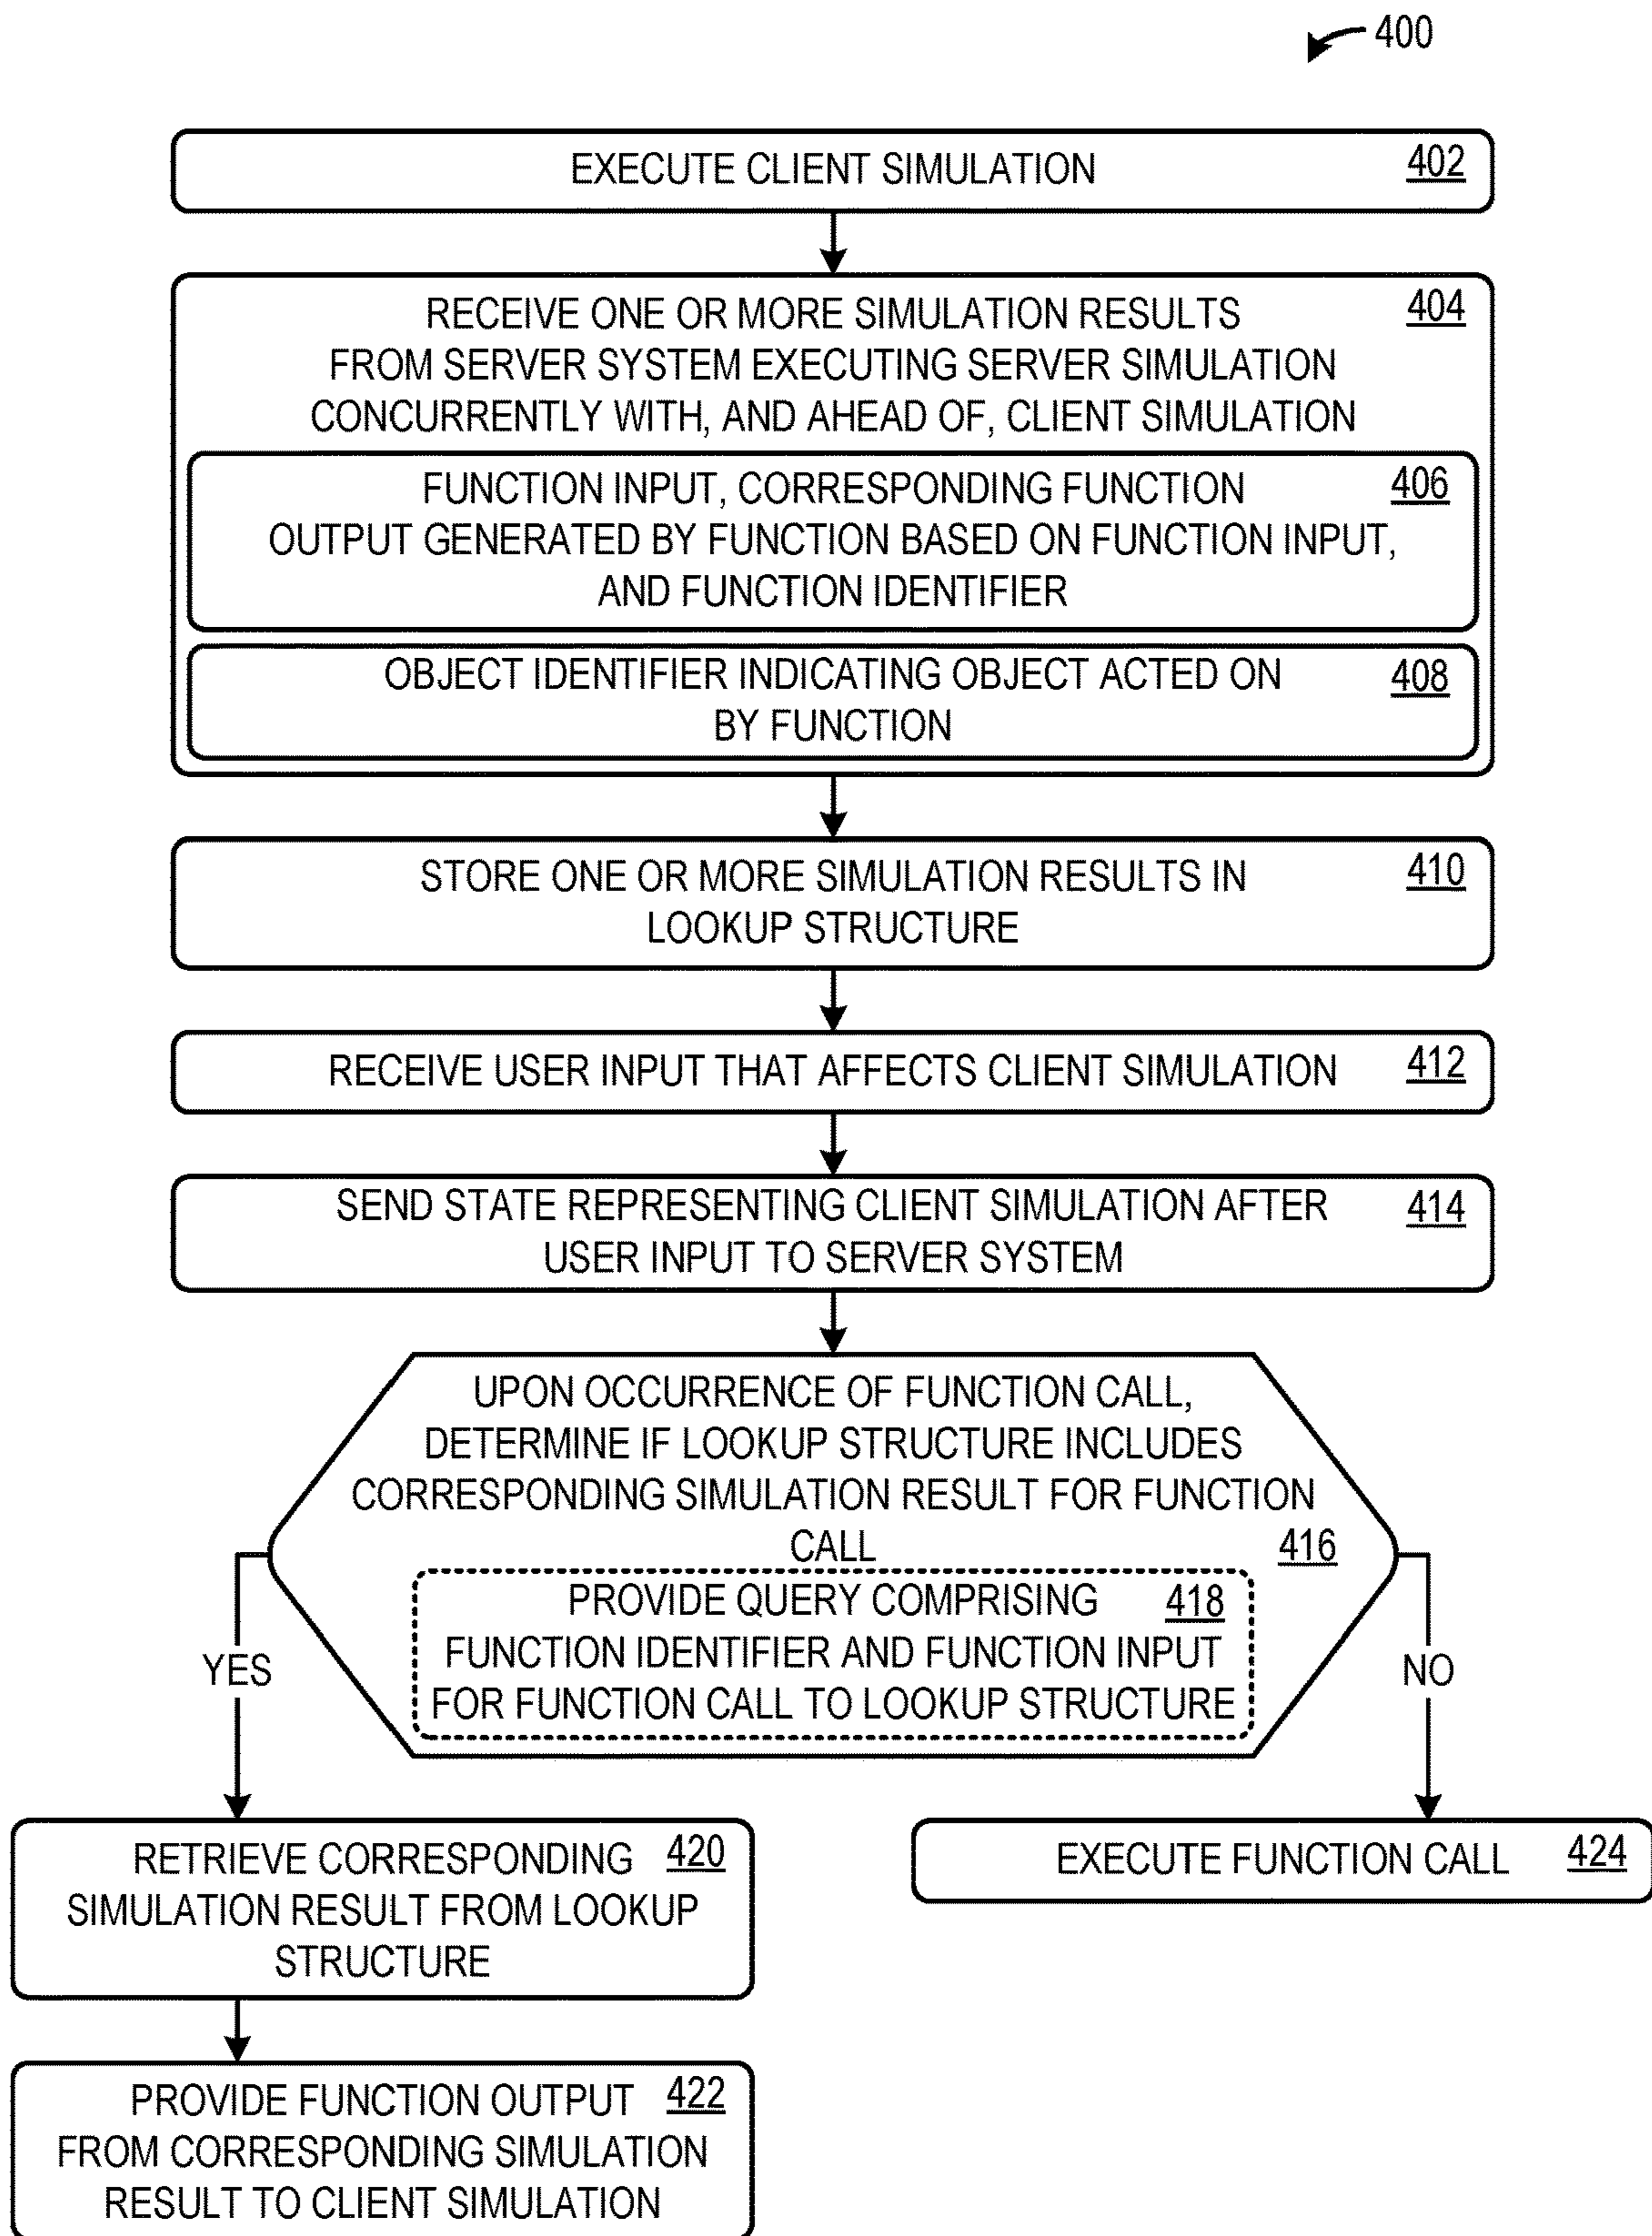 400
EXECUTE CLIENT SIMULATION 402
RECEIVE ONE OR MORE SIMULATION RESULTS 404
FROM SERVER SYSTEM EXECUTING SERVER SIMULATION
CONCURRENTLY WITH, AND AHEAD OF, CLIENT SIMULATION
FUNCTION INPUT, CORRESPONDING FUNCTION 406
OUTPUT GENERATED BY FUNCTION BASED ON FUNCTION INPUT,
AND FUNCTION IDENTIFIER
OBJECT IDENTIFIER INDICATING OBJECT ACTED ON 408
BY FUNCTION
STORE ONE OR MORE SIMULATION RESULTS IN 410
LOOKUP STRUCTURE
RECEIVE USER INPUT THAT AFFECTS CLIENT SIMULATION 412
SEND STATE REPRESENTING CLIENT SIMULATION AFTER 414
USER INPUT TO SERVER SYSTEM
UPON OCCURRENCE OF FUNCTION CALL,
DETERMINE IF LOOKUP STRUCTURE INCLUDES
CORRESPONDING SIMULATION RESULT FOR FUNCTION
CALL 416
PROVIDE QUERY COMPRISING 418
FUNCTION IDENTIFIER AND FUNCTION INPUT
FOR FUNCTION CALL TO LOOKUP STRUCTURE
YES
NO
RETRIEVE CORRESPONDING 420
SIMULATION RESULT FROM LOOKUP
STRUCTURE
EXECUTE FUNCTION CALL 424
PROVIDE FUNCTION OUTPUT 422
FROM CORRESPONDING SIMULATION
RESULT TO CLIENT SIMULATION